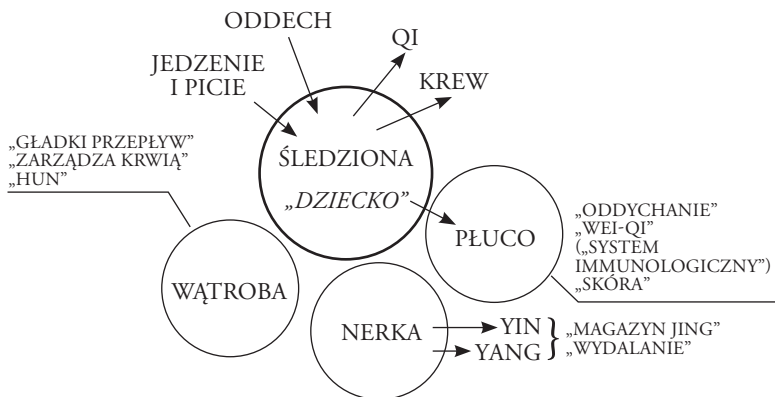 ODDECH
QI
JEDZENIE
I PICIE
KREW
„GŁADKI PRZEPŁYW”
„ZARZĄDZA KRWIĄ”
„HUN”
ŚLEDZIONA
„DZIECKO”
PŁUCO
„ODDYCHANIE”
„WEI-QI”
(„SYSTEM
IMMUNOLOGICZNY”)
„SKÓRA”
WĄTROBA
NERKA
YIN
YANG
}
„MAGAZYN JING”
„WYDALANIE”